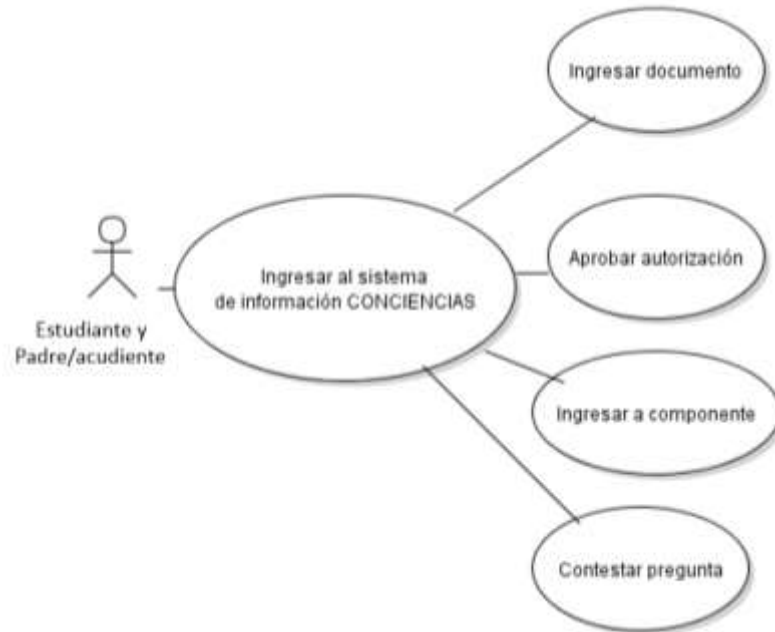 Ingresar documento
Aprobar autorización
Ingresar al sistema
de información CONCIENCIAS
Estudiante y
Padre/acudiente
Ingresar a componente
Contestar pregunta